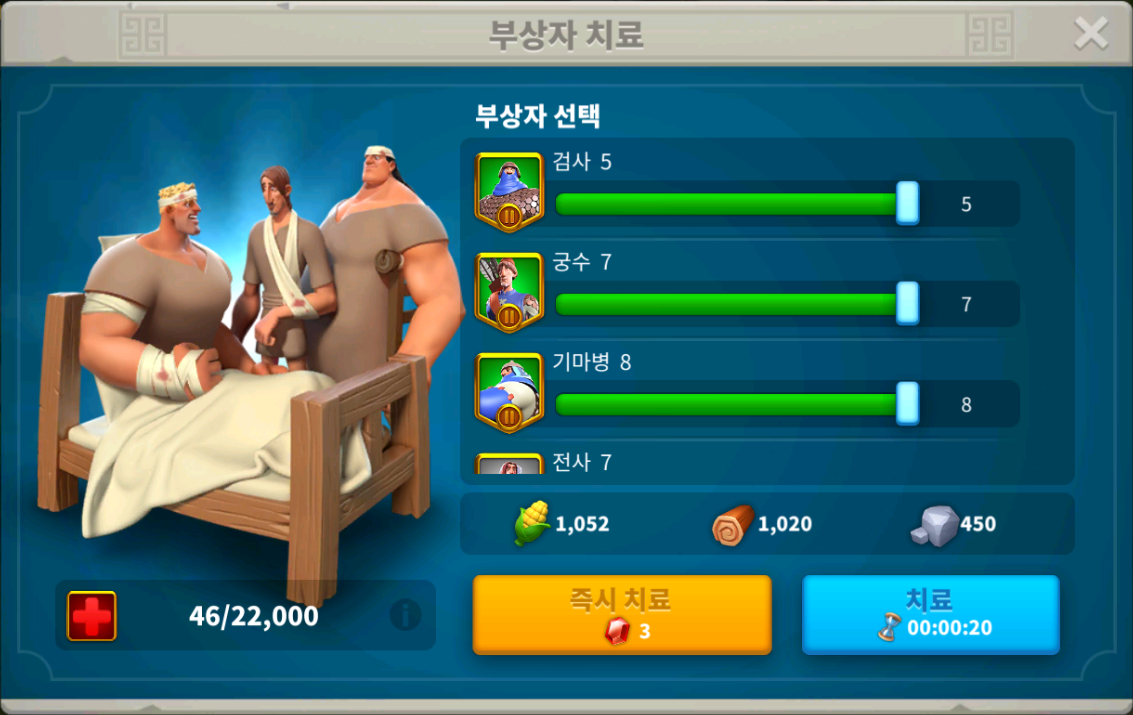 부상자 치료
부상자 선택
검사 5
5
궁수 7
7
기마병 8
8
전사 7
1,052
1,020
450
46/22,000
즉시 치료
3
치료
00:00:20